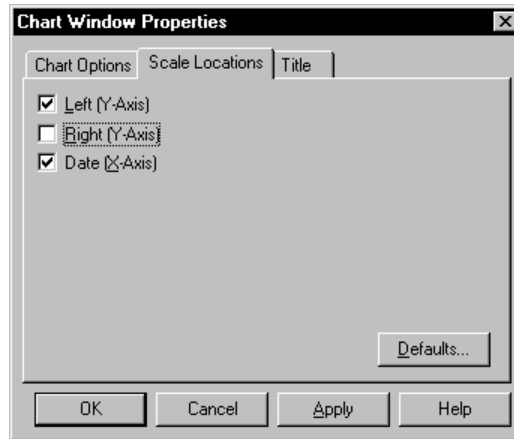 Chart Window Properties
Chart Options Scale Locations Title
Left (Y-Axis)
Right (Y-Axis)
Date (X-Axis)
Defaults...
OK Cancel Apply Help